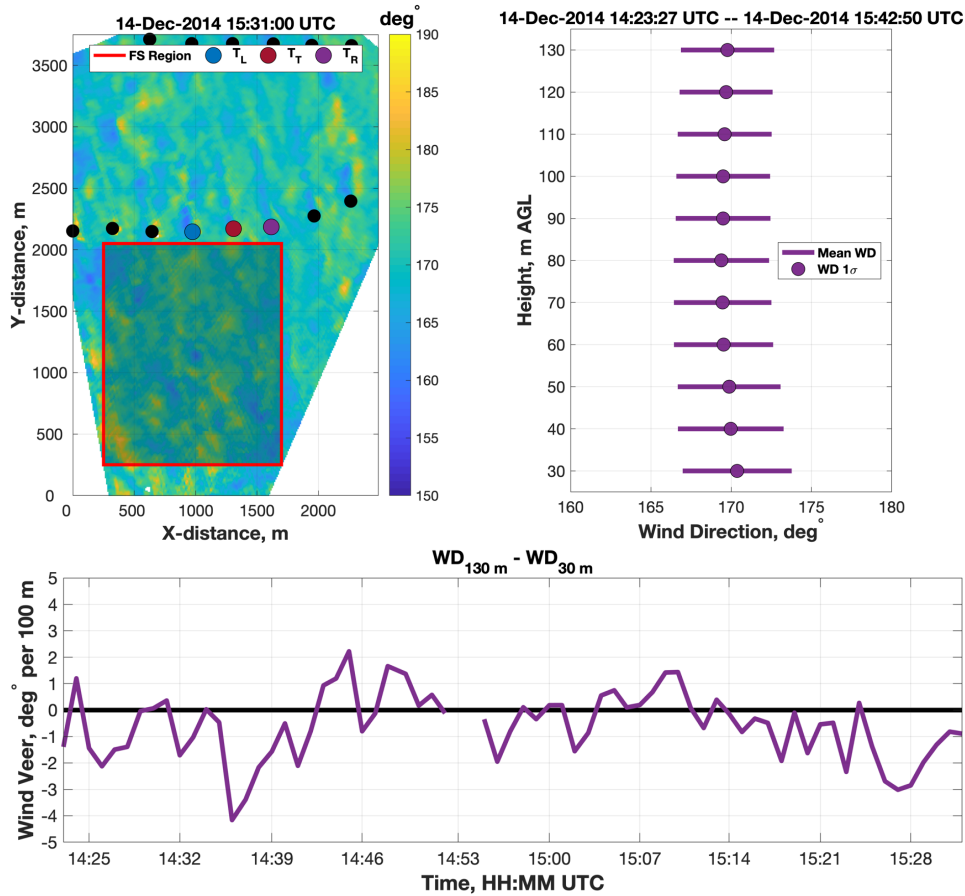 14-Dec-2014 15:31:00 UTC
deg°
FS Region T_L T_T T_R
3500
3000
2500
2000
1500
1000
500
0
0 500 1000 1500 2000
X-distance, m
Y-distance, m
190
185
180
175
170
165
160
155
150
14-Dec-2014 14:23:27 UTC -- 14-Dec-2014 15:42:50 UTC
130
120
110
100
90
80
70
60
50
40
30
Height, m AGL
Mean WD
WD 1σ
160 165 170 175 180
Wind Direction, deg°
WD_130 m - WD_30 m
5
4
3
2
1
0
-1
-2
-3
-4
-5
Wind Veer, deg° per 100 m
14:25 14:32 14:39 14:46 14:53 15:00 15:07 15:14 15:21 15:28
Time, HH:MM UTC